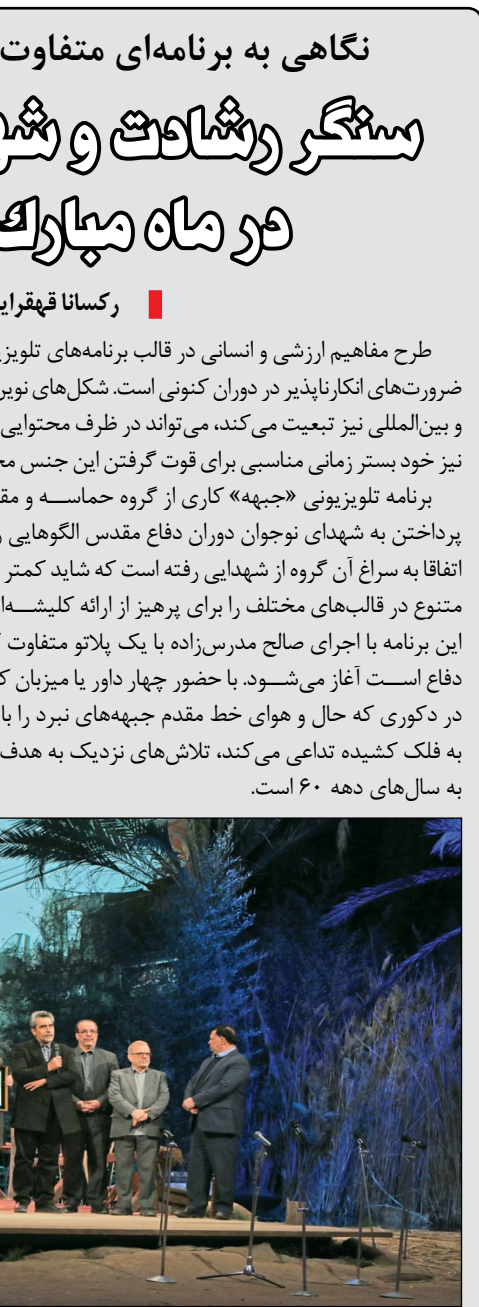 نگاهی به برنامه‌ای متفاوت
سنگر رشادت و
در ماه مبارک
رکسانا
طرح مفاهیم ارزشی و انسانی در قالب برنامه‌های
ضرورت‌های انکارناپذیر در دوران کنونی است. شکل‌های
و بین‌المللی نیز تبعیت می‌کند، می‌تواند در ظرف محتوایی
نیز خود بستر زمانی مناسبی برای قوت گرفتن این جنس
برنامه تلویزیونی «جبهه» کاری از گروه حماسه و
پرداختن به شهدای نوجوان دوران دفاع مقدس الگوهایی
اتفاقا به سراغ آن گروه از شهدایی رفته است که شاید کمتر
متنوع در قالب‌های مختلف را برای پرهیز از ارائه
این برنامه با اجرای صالح مدرس‌زاده با یک پلاتو متفاوت
دفاع است آغاز می‌شود. با حضور چهار داور یا میزبان
در دکوری که حال و هوای خط مقدم جبهه‌های نبرد را
به فلک کشیده تداعی می‌کند، تلاش‌های نزدیک به هدف
به سال‌های دهه ۶۰ است.